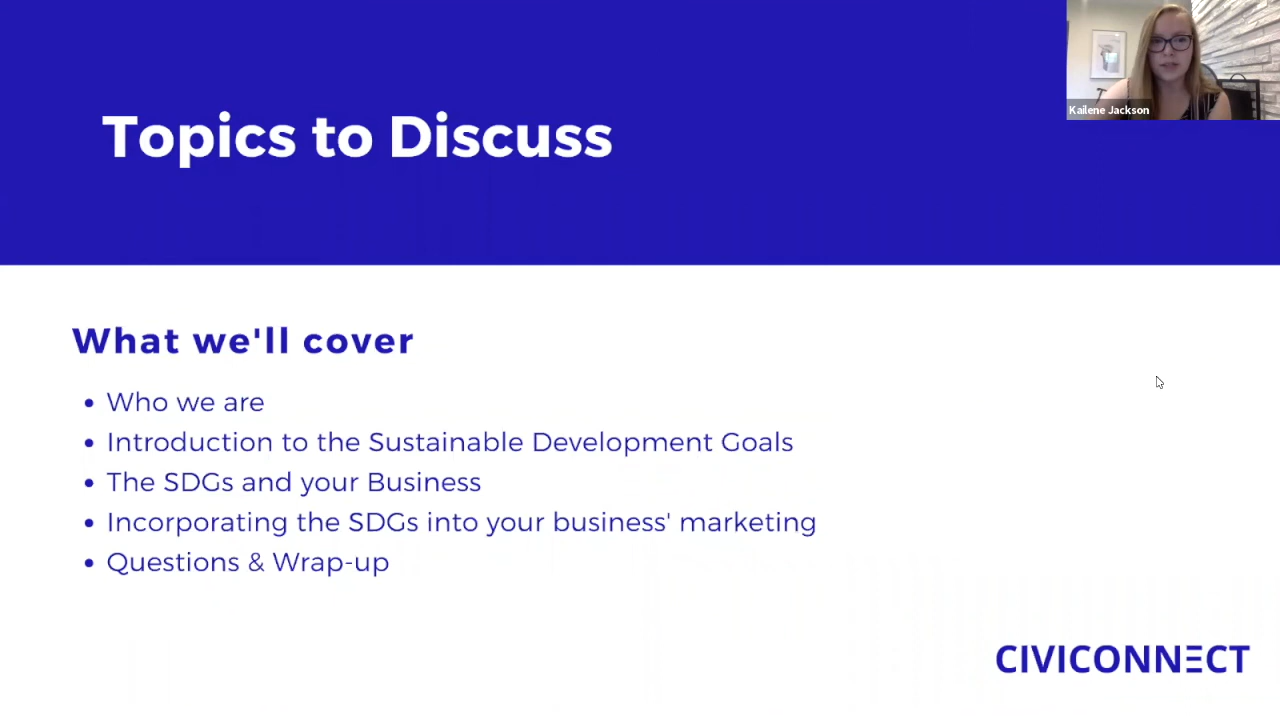 Kailene Jackson
Topics to Discuss
What we'll cover
• Who we are
• Introduction to the Sustainable Development Goals
• The SDGs and your Business
• Incorporating the SDGs into your business' marketing
• Questions & Wrap-up
CIVICONNECT